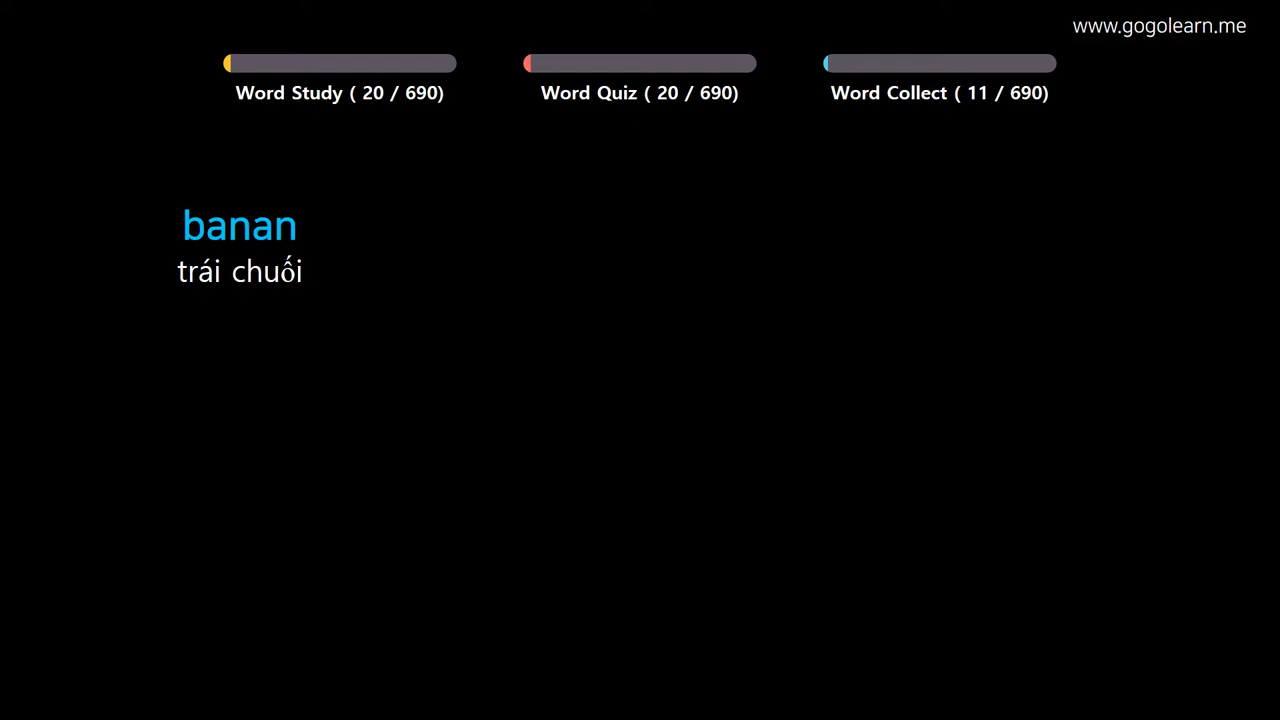 www.gogolearn.me
Word Study ( 20 / 690)
Word Quiz ( 20 / 690)
Word Collect ( 11 / 690)
banan
trái chuối